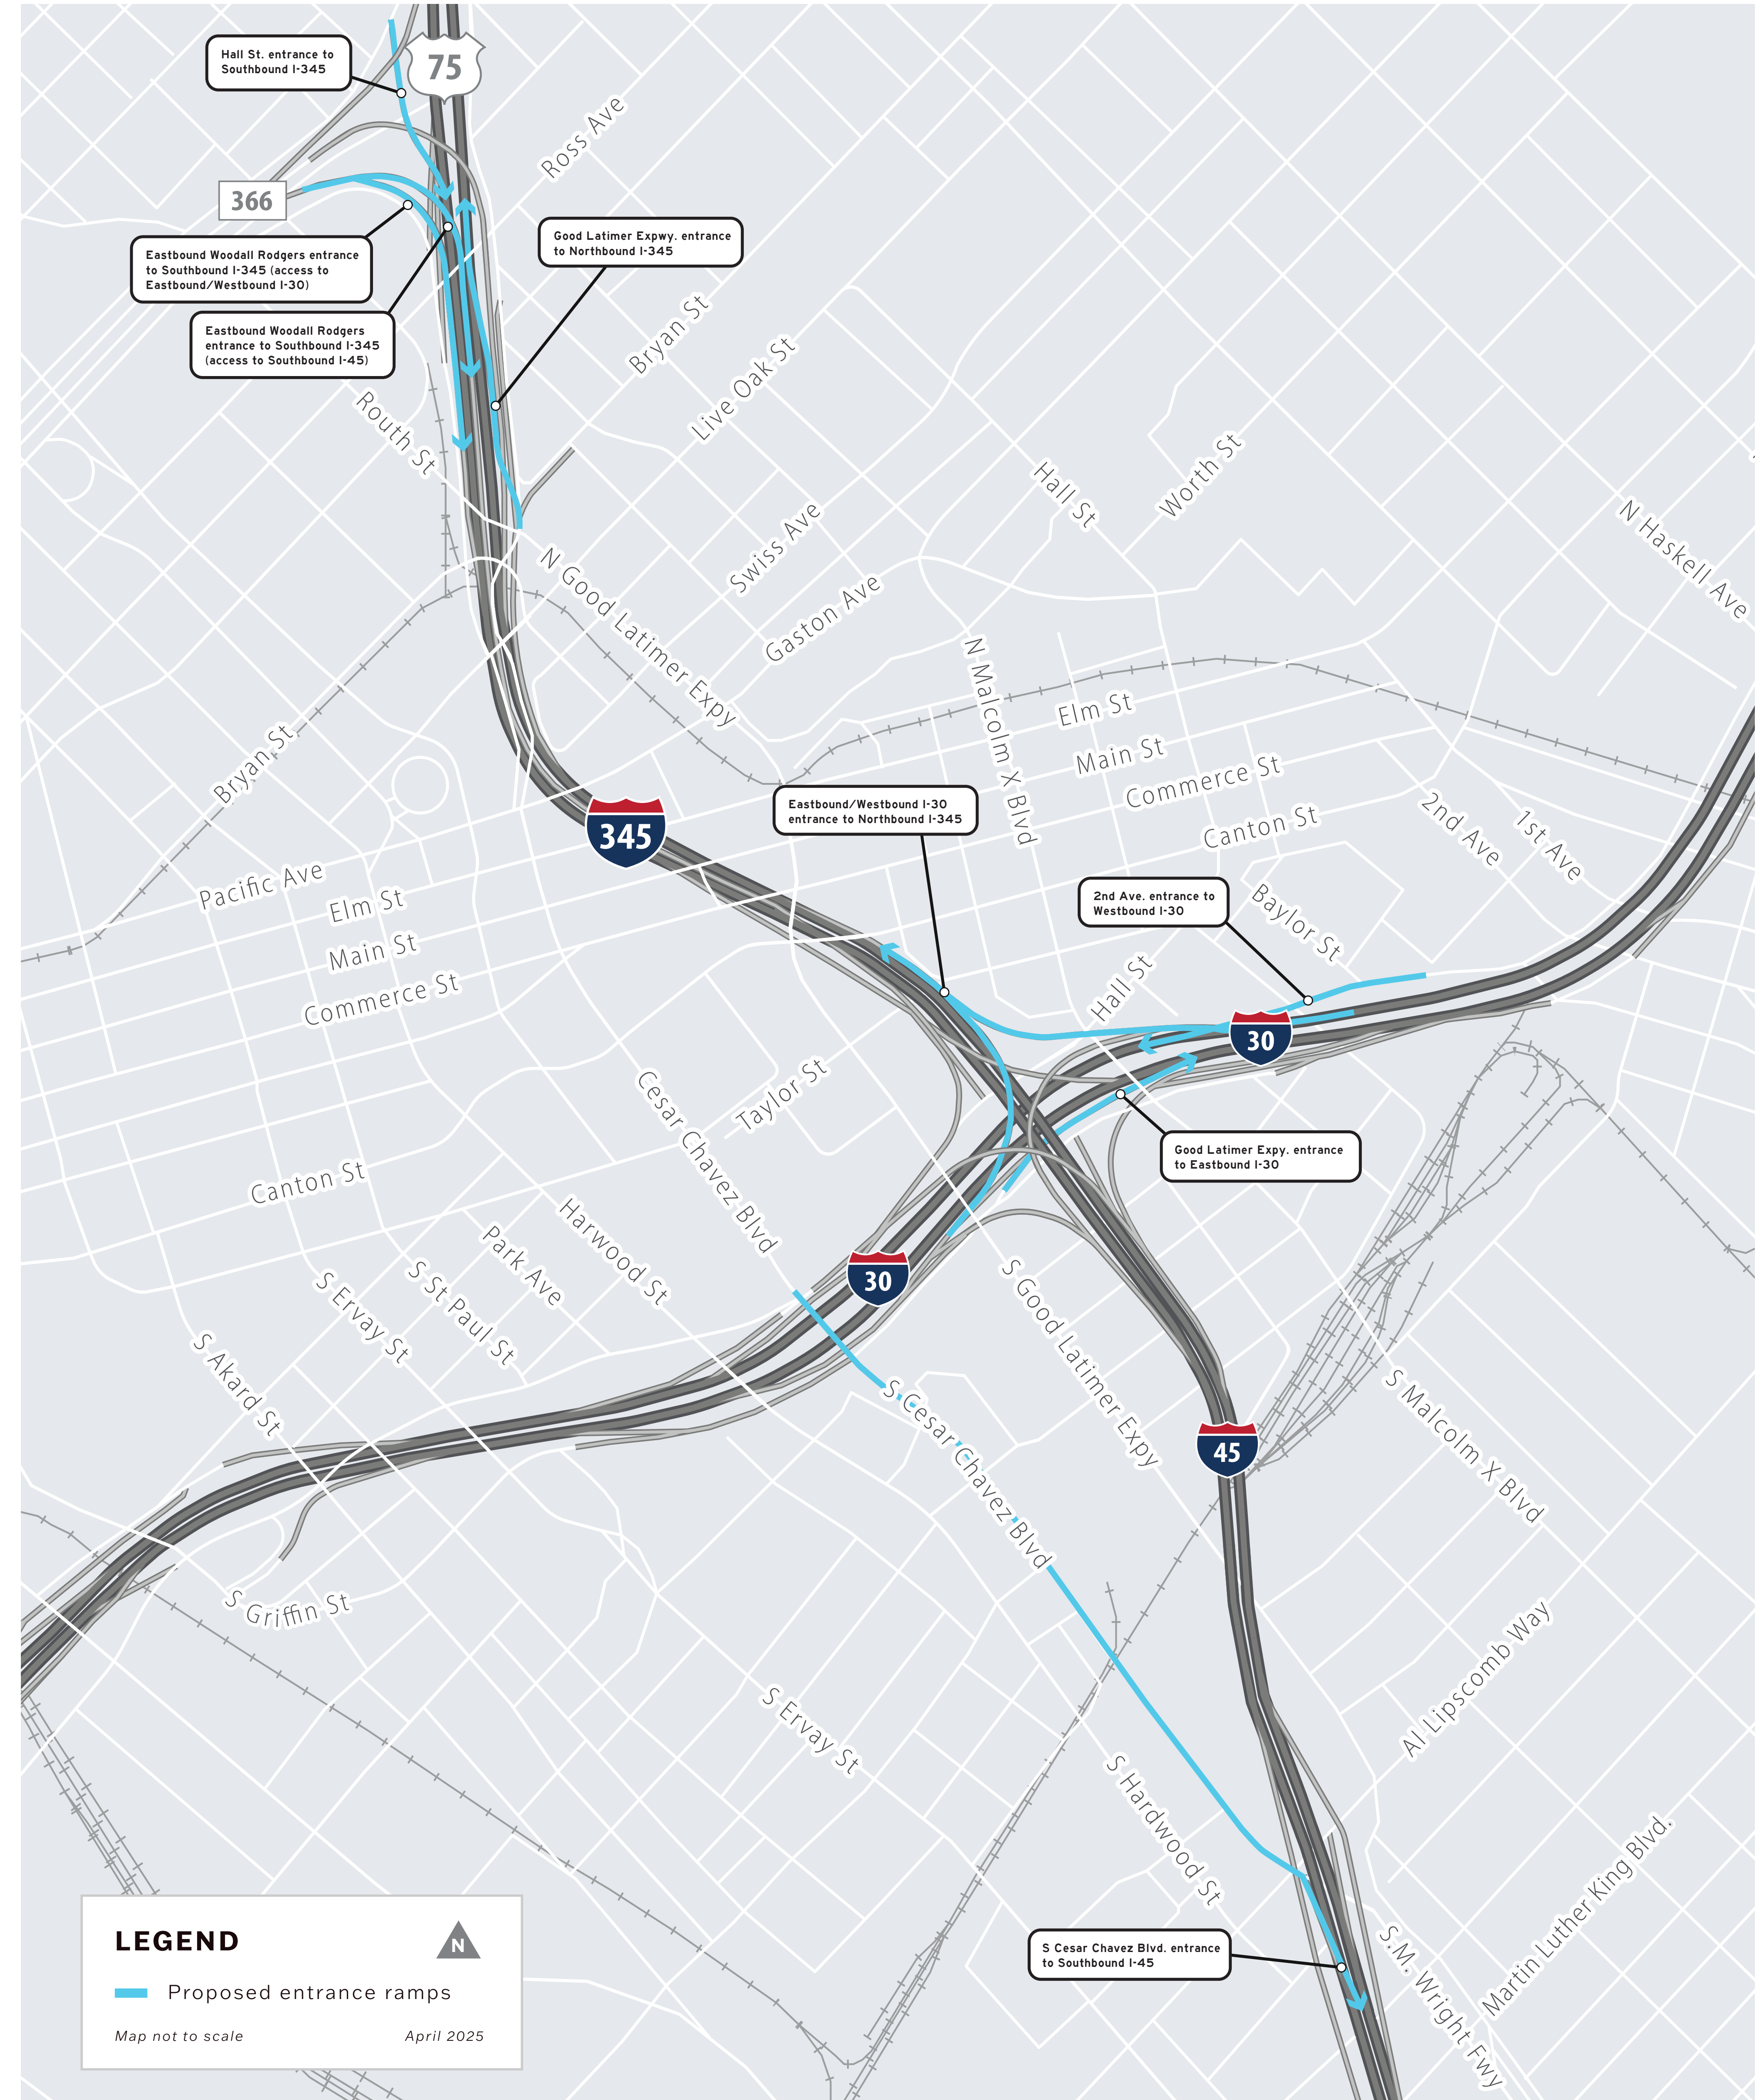 Hall St. entrance to
Southbound I-345
75
Ross Ave
366
Good Latimer Expwy. entrance
to Northbound I-345
Eastbound Woodall Rodgers entrance
to Southbound I-345 (access to
Eastbound/Westbound I-30)
Eastbound Woodall Rodgers
entrance to Southbound I-345
(access to Southbound I-45)
Bryan St
Live Oak St
Routh St
Hall St
Worth St
N Haskell Ave
Swiss Ave
Gaston Ave
N Good Latimer Expy
N Malcolm X Blvd
Elm St
Main St
Commerce St
Canton St
2nd Ave
1st Ave
Bryan St
345
Eastbound/Westbound I-30
entrance to Northbound I-345
Pacific Ave
Elm St
Main St
Commerce St
2nd Ave. entrance to
Westbound I-30
Baylor St
Hall St
30
Taylor St
Cesar Chavez Blvd
Good Latimer Expy. entrance
to Eastbound I-30
Canton St
Harwood St
Park Ave
S St Paul St
S Ervay St
S Akard St
30
S Good Latimer Expy
S Cesar Chavez Blvd
45
S Malcolm X Blvd
S Griffin St
Al Lipscomb Way
S Ervay St
S Hardwood St
Martin Luther King Blvd.
S.M. Wright Fwy
S Cesar Chavez Blvd. entrance
to Southbound I-45
LEGEND
N
Proposed entrance ramps
Map not to scale
April 2025